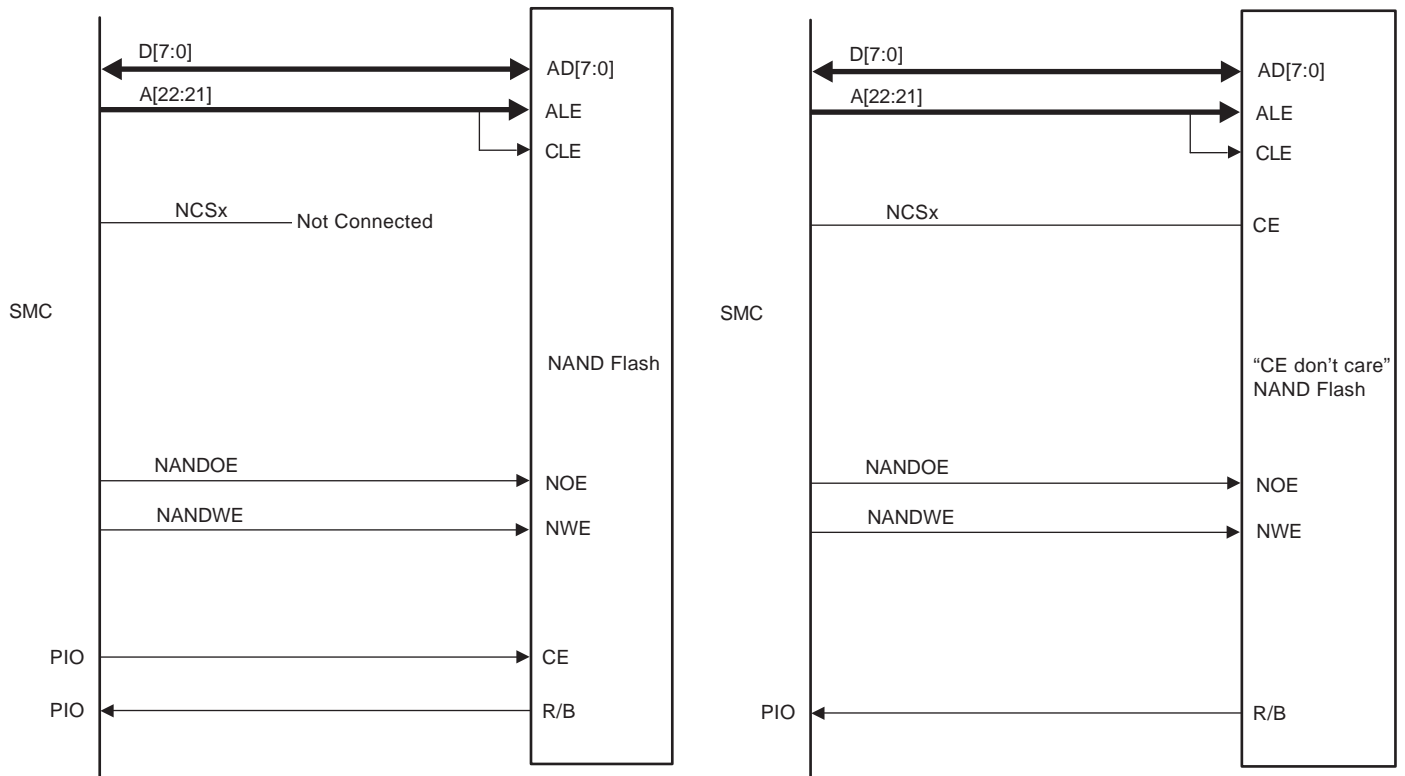 D[7:0]
AD[7:0]
A[22:21]
ALE
CLE
NCSx
Not Connected
SMC
NAND Flash
NANDOE
NOE
NANDWE
NWE
PIO
CE
PIO
R/B
D[7:0]
AD[7:0]
A[22:21]
ALE
CLE
NCSx
CE
SMC
“CE don’t care”
NAND Flash
NANDOE
NOE
NANDWE
NWE
PIO
R/B